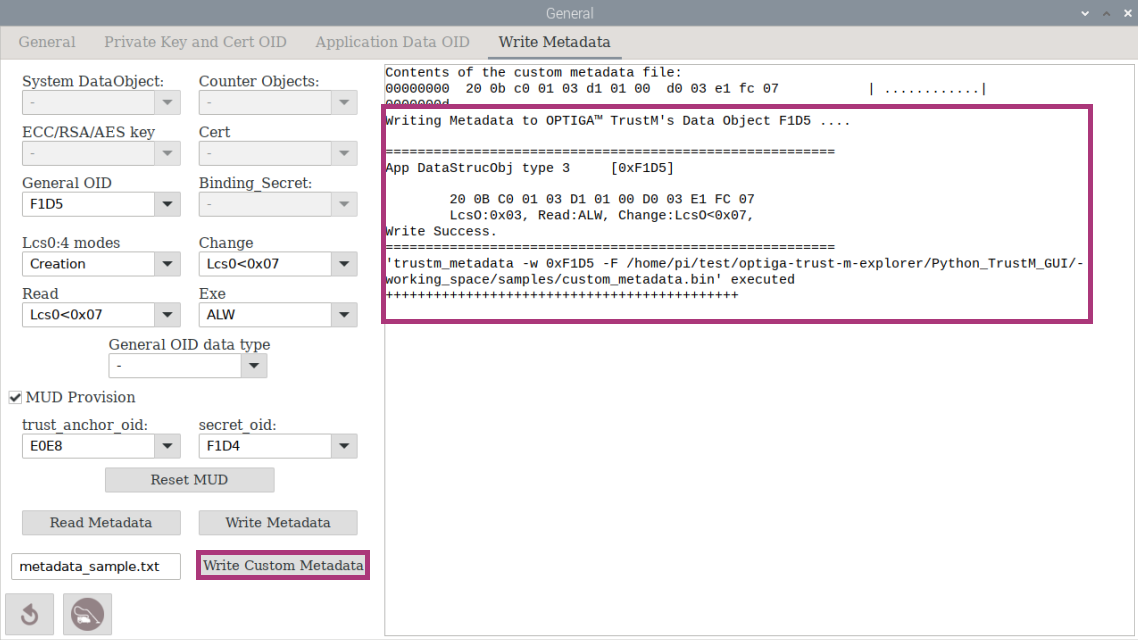 General
General Private Key and Cert OID Application Data OID Write Metadata
System DataObject: Counter Objects:
- -
ECC/RSA/AES key Cert
- -
General OID Binding_Secret:
F1D5 -
Lcs0:4 modes Change
Creation Lcs0<0x07
Read Exe
Lcs0<0x07 ALW
General OID data type
-
MUD Provision
trust_anchor_oid: secret_oid:
E0E8 F1D4
Reset MUD
Read Metadata Write Metadata
metadata_sample.txt Write Custom Metadata
Contents of the custom metadata file:
00000000  20 0b c0 01 03 d1 01 00  d0 03 e1 fc 07           | ............|
0000000d
Writing Metadata to OPTIGA™ TrustM's Data Object F1D5 ....
========================================================
App DataStrucObj type 3     [0xF1D5]
20 0B C0 01 03 D1 01 00 D0 03 E1 FC 07
LcsO:0x03, Read:ALW, Change:LcsO<0x07,
Write Success.
========================================================
'trustm_metadata -w 0xF1D5 -F /home/pi/test/optiga-trust-m-explorer/Python_TrustM_GUI/-
working_space/samples/custom_metadata.bin' executed
++++++++++++++++++++++++++++++++++++++++++++